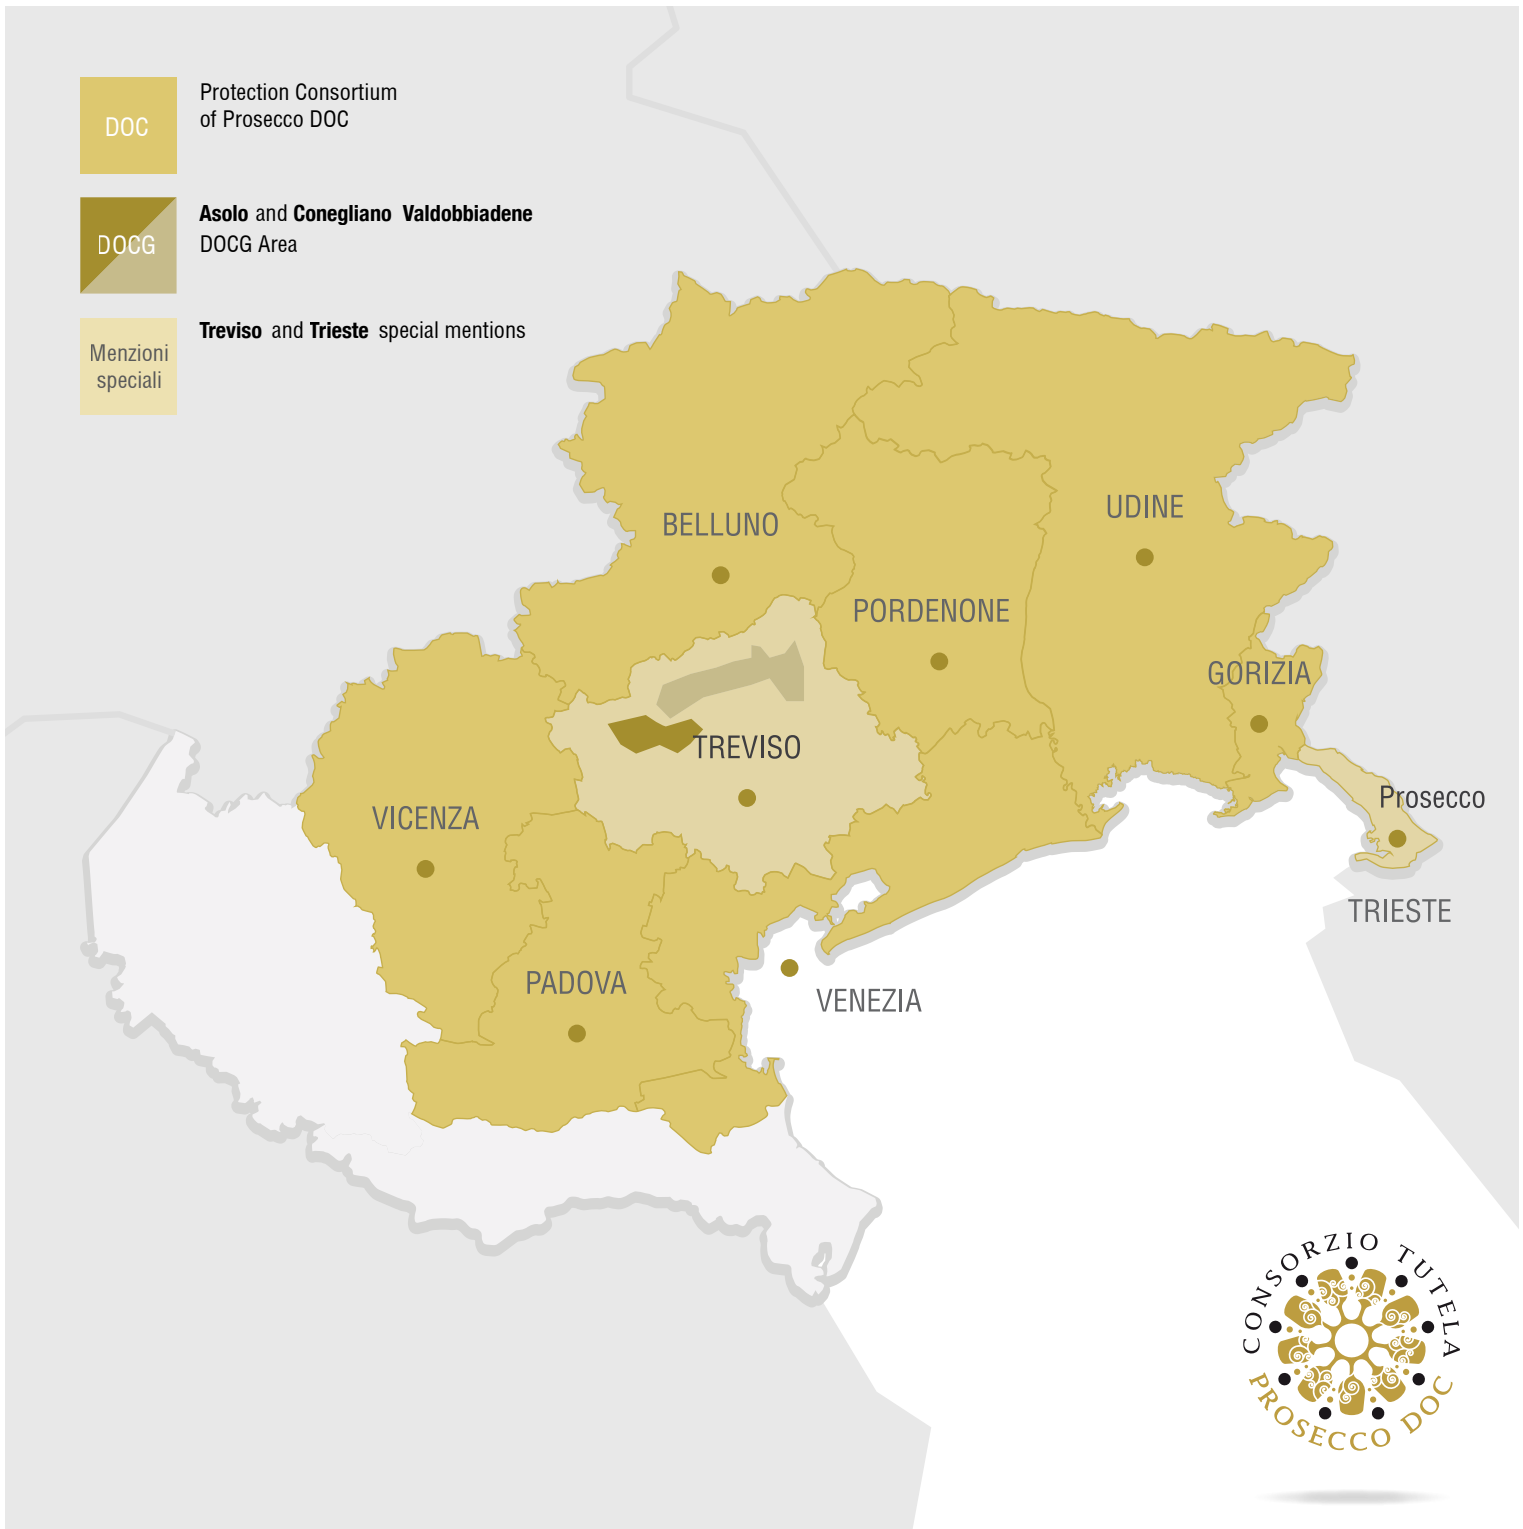 DOC
Protection Consortium
of Prosecco DOC
DOCG
Asolo and Conegliano Valdobbiadene
DOCG Area
Menzioni
speciali
Treviso and Trieste special mentions
BELLUNO
UDINE
PORDENONE
GORIZIA
TREVISO
Prosecco
VICENZA
TRIESTE
PADOVA
VENEZIA
CONSORZIO TUTELA
PROSECCO DOC